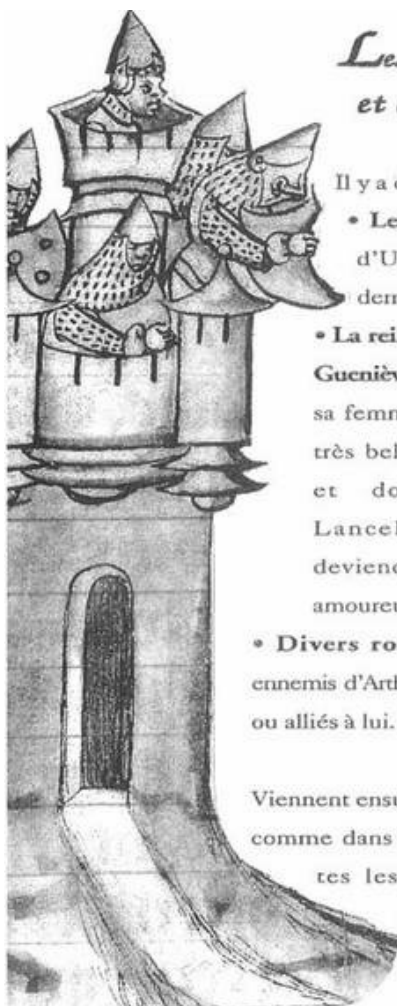 Les
et
Il y a
• Le
d'U
dem
• La rei
Guenièv
sa femm
très bel
et do
Lancel
deviend
amoureu
• Divers ro
ennemis d'Arth
ou alliés à lui.
Viennent ensu
comme dans
tes les